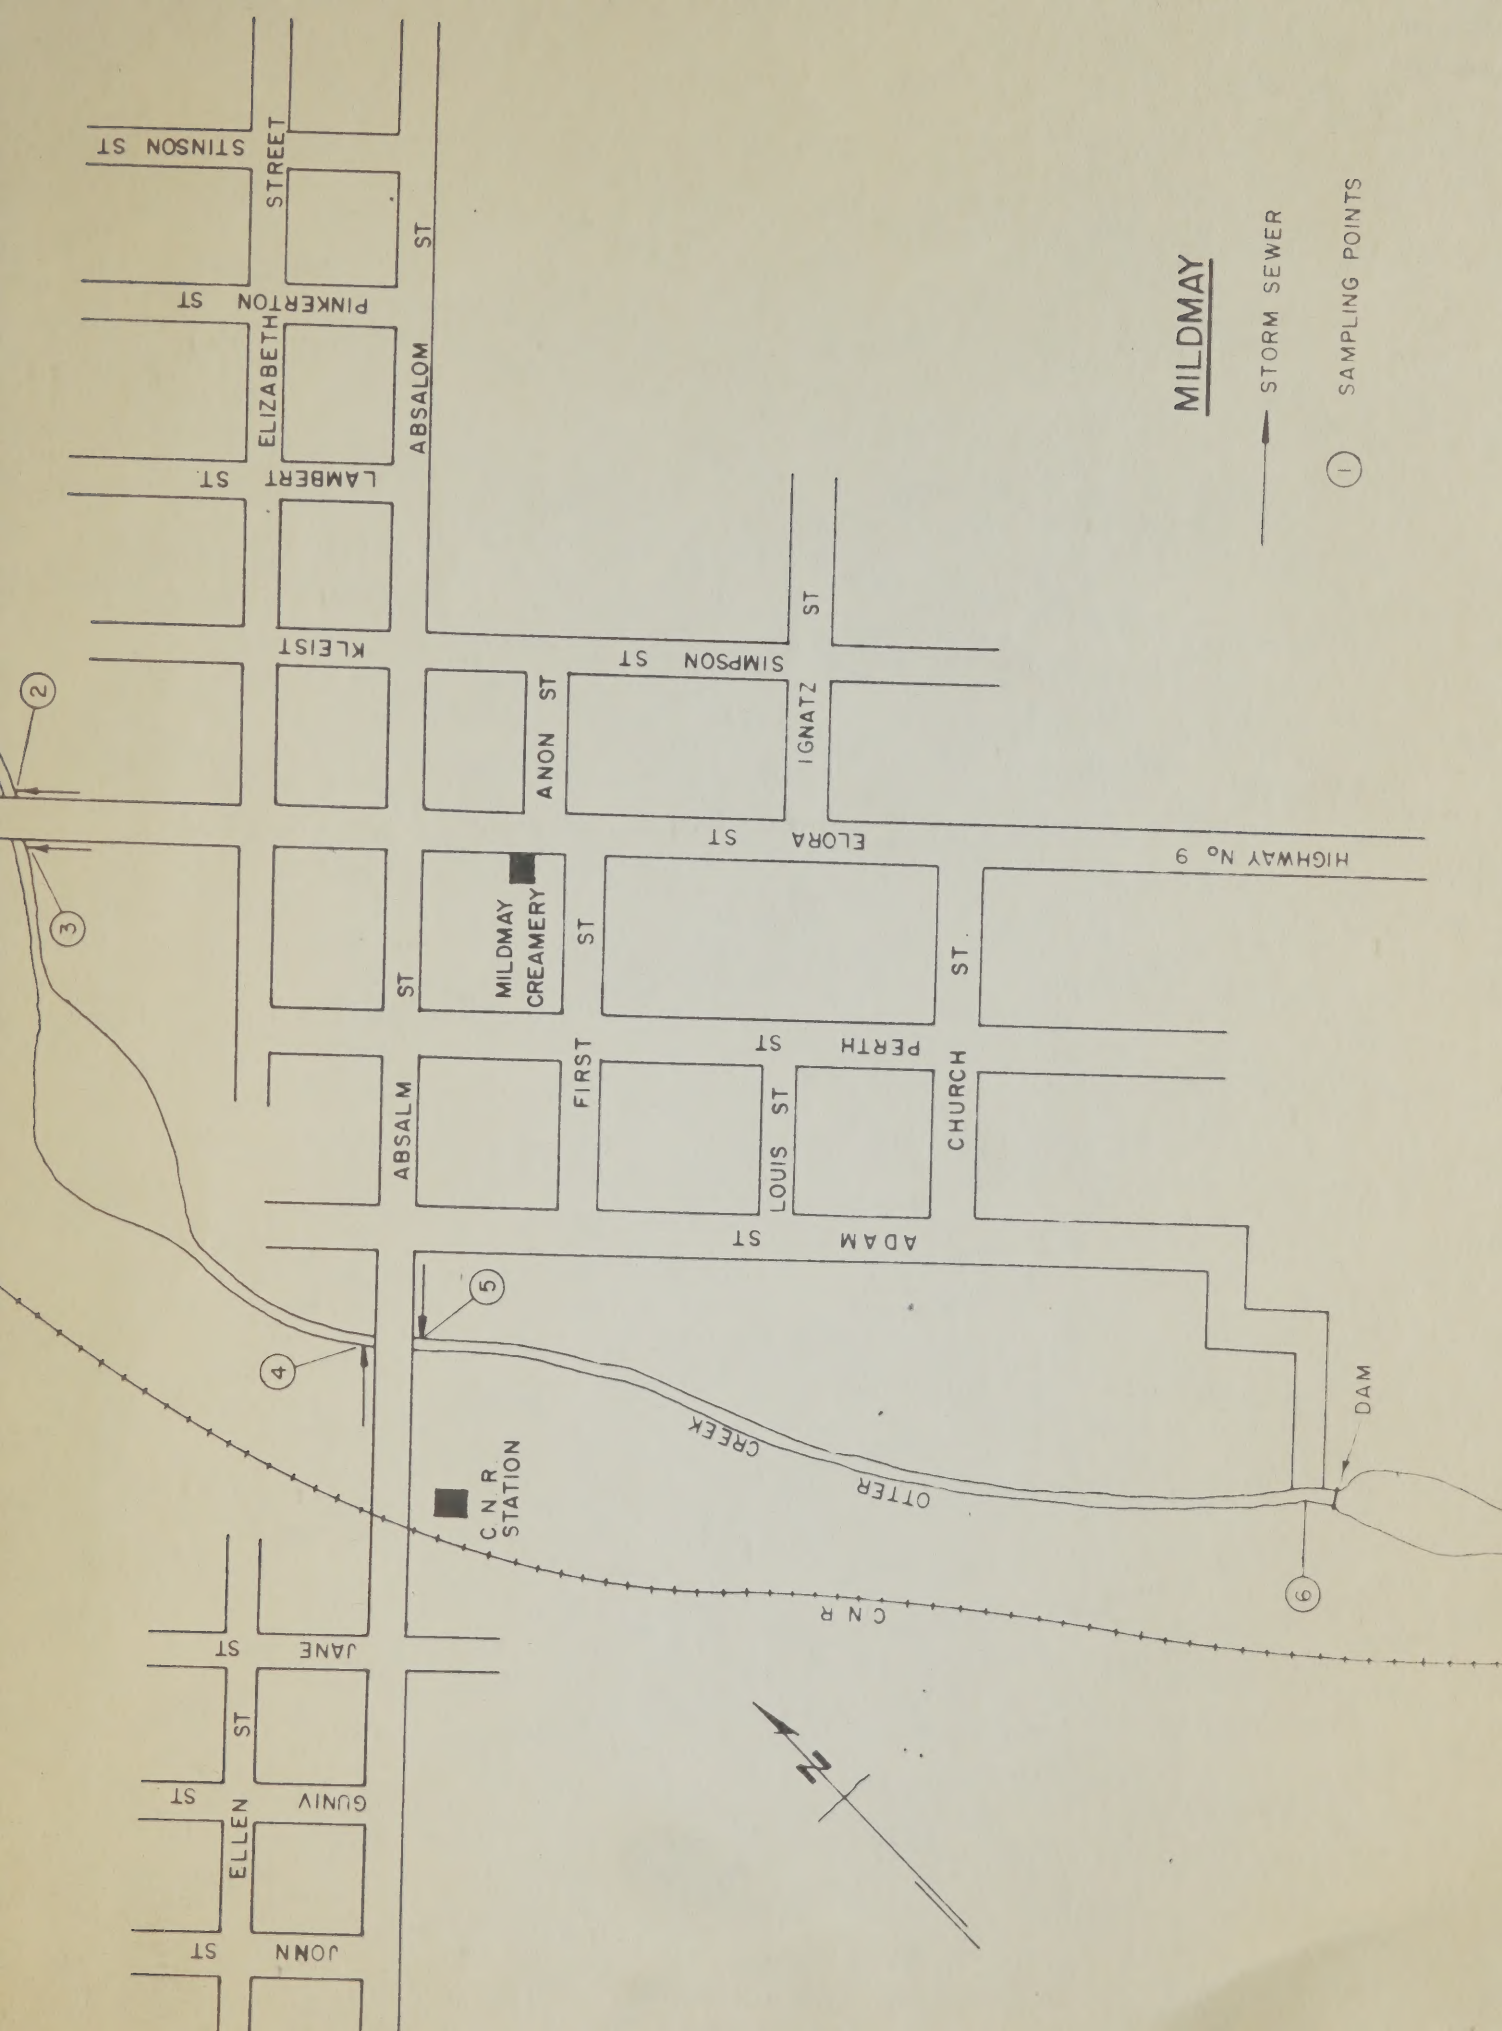 STINSON ST
ELIZABETH STREET
PINKERTON ST
ABSALOM ST
LAMBERT ST.
KLEIST
SIMPSON ST
IGNATZ ST
ANON ST
ELORA ST
HIGHWAY No 9
2
3
MILDMAY
CREAMERY
ABSALM ST
FIRST ST
PERTH ST
LOUIS ST
CHURCH ST.
ADAM ST
4
5
OTTER CREEK
DAM
6
C. N. R.
STATION
C N R
JANE ST
ELLEN ST
GUNIV ST
JONN ST
N
MILDMAY
STORM SEWER
1 SAMPLING POINTS